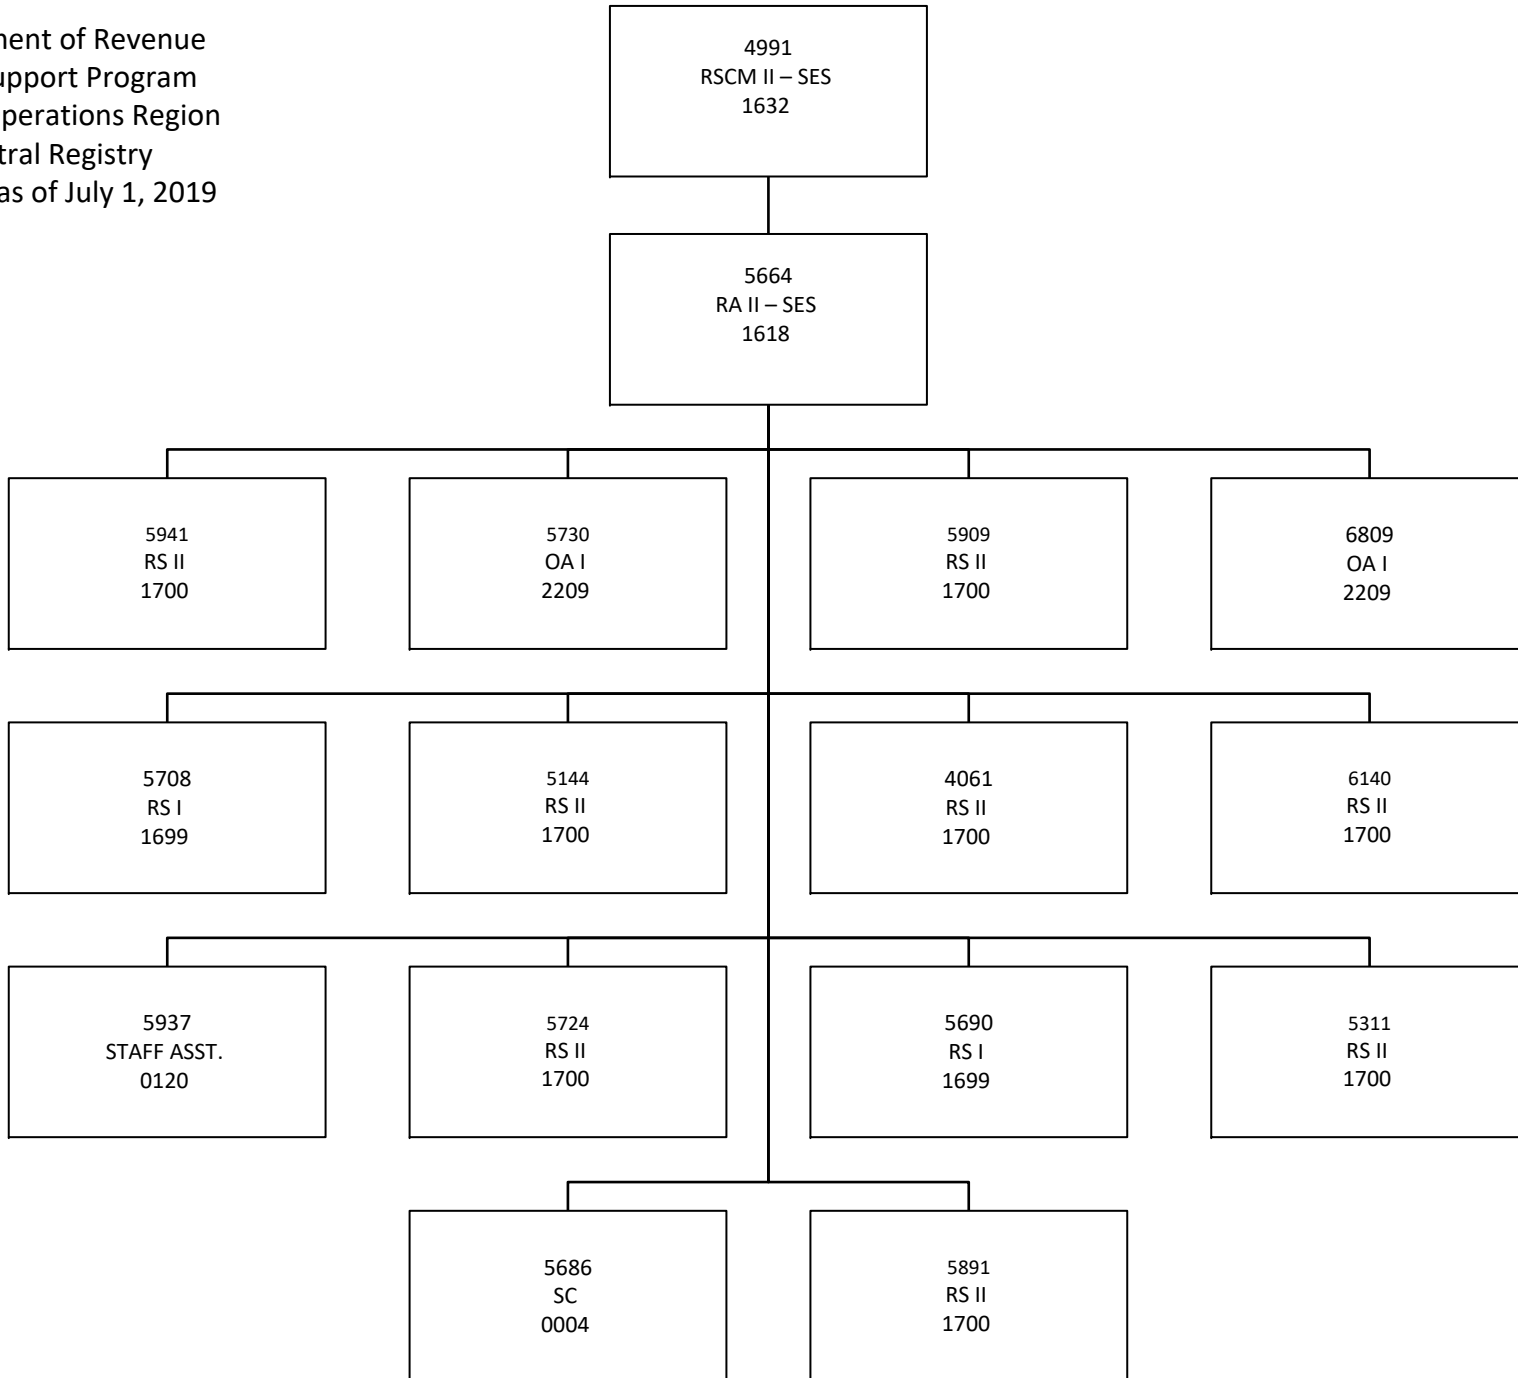 ment of Revenue
upport Program
perations Region
tral Registry
as of July 1, 2019
4991
RSCM II – SES
1632
5664
RA II – SES
1618
5941
RS II
1700
5730
OA I
2209
5909
RS II
1700
6809
OA I
2209
5708
RS I
1699
5144
RS II
1700
4061
RS II
1700
6140
RS II
1700
5937
STAFF ASST.
0120
5724
RS II
1700
5690
RS I
1699
5311
RS II
1700
5686
SC
0004
5891
RS II
1700